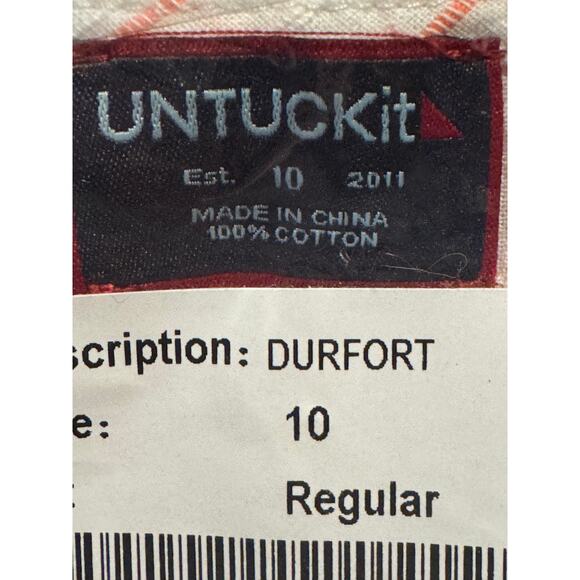 UNTUCKit
Est. 10 2011
MADE IN CHINA
100% COTTON
scription: DURFORT
e: 10
: Regular